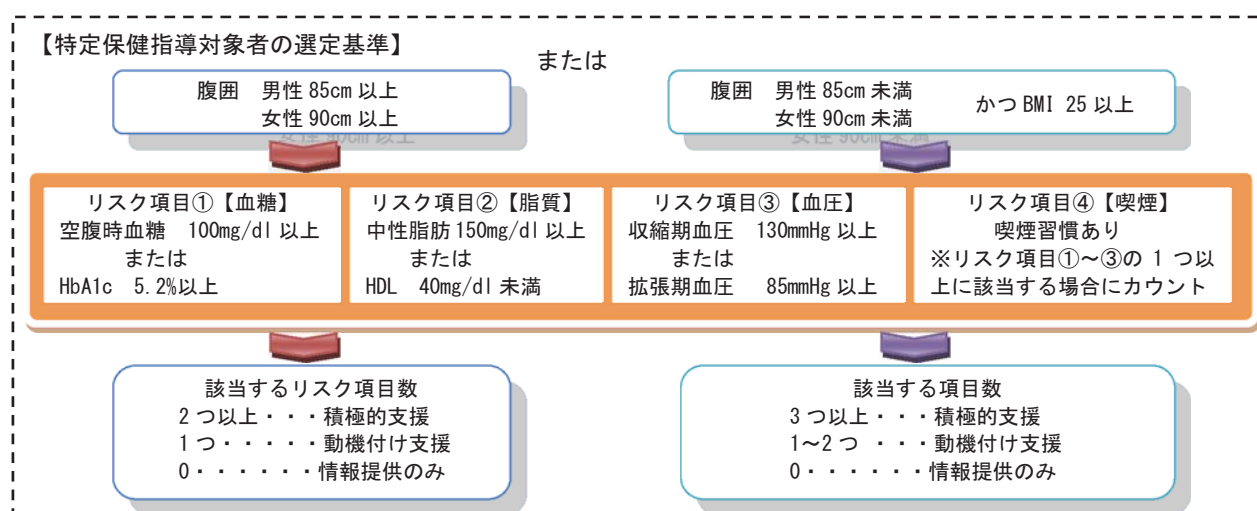 【特定保健指導対象者の選定基準】
または
腹囲 男性 85cm 以上
女性 90cm 以上
腹囲 男性 85cm 未満
女性 90cm 未満
かつ BMI 25 以上
女性 90cm 以上
女性 90cm 未満
リスク項目①【血糖】
空腹時血糖 100mg/dl 以上
または
HbA1c 5.2%以上
リスク項目②【脂質】
中性脂肪 150mg/dl 以上
または
HDL 40mg/dl 未満
リスク項目③【血圧】
収縮期血圧 130mmHg 以上
または
拡張期血圧 85mmHg 以上
リスク項目④【喫煙】
喫煙習慣あり
※リスク項目①～③の 1 つ以
上に該当する場合にカウント
該当するリスク項目数
2 つ以上・・・積極的支援
1 つ・・・・・動機付け支援
0・・・・・・情報提供のみ
該当する項目数
3 つ以上・・・積極的支援
1～2 つ ・・・動機付け支援
0・・・・・・情報提供のみ